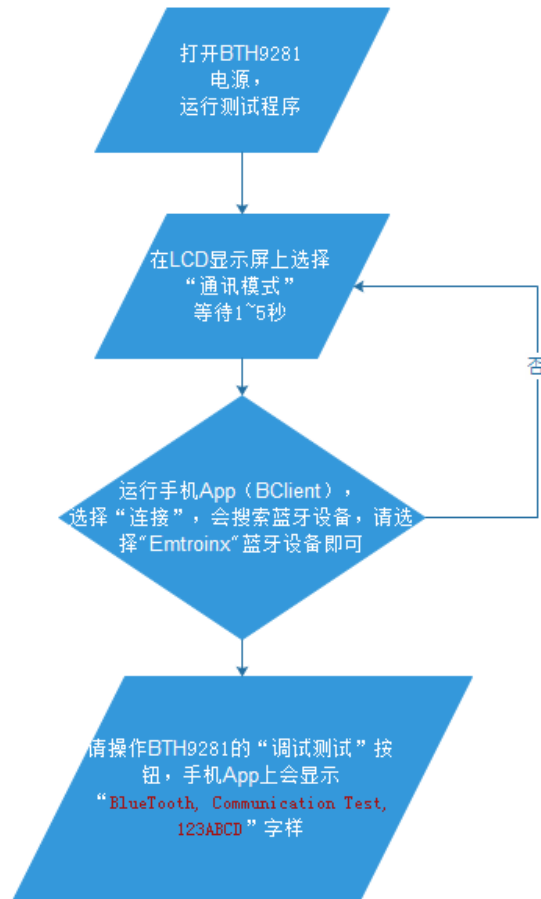 打开BTH9281
电源，
运行测试程序
在LCD显示屏上选择
“通讯模式”
等待1~5秒
否
运行手机App（BClient），
选择“连接”，会搜索蓝牙设备，请选
择"Emtroinx"蓝牙设备即可
请操作BTH9281的“调试测试”按
钮，手机App上会显示
“BlueTooth, Communication Test,
123ABCD”字样